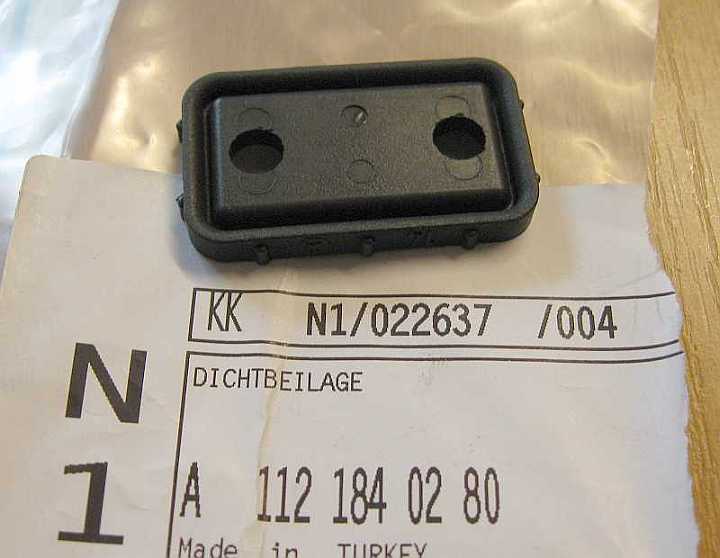 KK N1/022637 /004
N
DICHTBEILAGE
1
A 112 184 02 80
Made in TURKEY